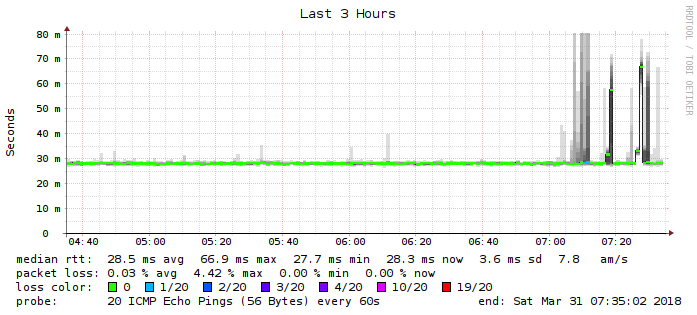 Last 3 Hours
RRDTOOL / TOBI OETIKER
Seconds
80 m
70 m
60 m
50 m
40 m
30 m
20 m
10 m
0
04:40 05:00 05:20 05:40 06:00 06:20 06:40 07:00 07:20
median rtt: 28.5 ms avg 66.9 ms max 27.7 ms min 28.3 ms now 3.6 ms sd 7.8 am/s
packet loss: 0.03 % avg 4.42 % max 0.00 % min 0.00 % now
loss color: 0 1/20 2/20 3/20 4/20 10/20 19/20
probe: 20 ICMP Echo Pings (56 Bytes) every 60s end: Sat Mar 31 07:35:02 2018